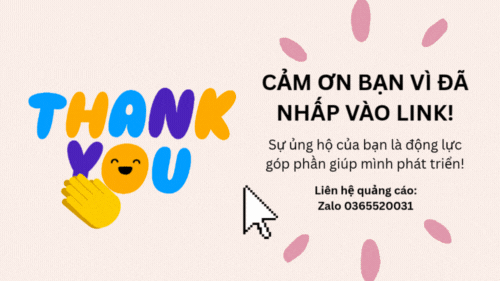 THANK
YOU
CẢM ƠN BẠN VÌ ĐÃ
NHẤP VÀO LINK!
Sự ủng hộ của bạn là động lực
góp phần giúp mình phát triển!
Liên hệ quảng cáo:
Zalo 0365520031